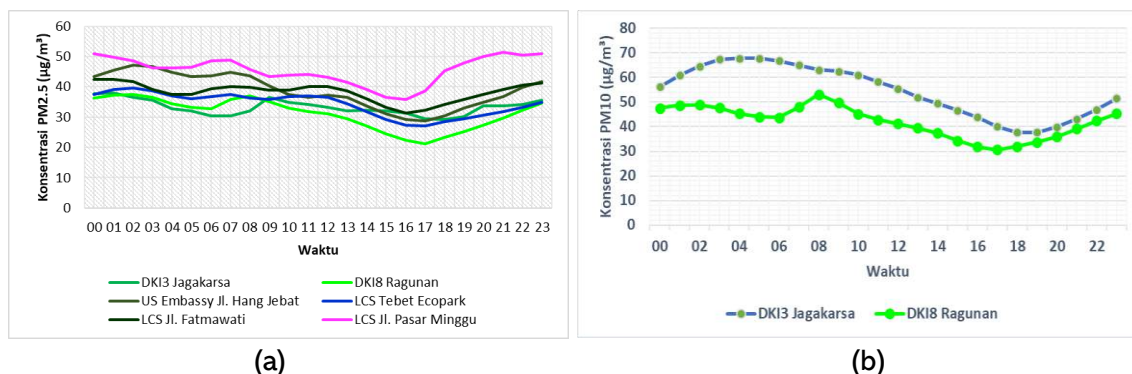 60
50
40
30
20
10
0
Konsentrasi PM2.5 (µg/m³)
00 01 02 03 04 05 06 07 08 09 10 11 12 13 14 15 16 17 18 19 20 21 22 23
Waktu
DKI3 Jagakarsa DKI8 Ragunan
US Embassy Jl. Hang Jebat LCS Tebet Ecopark
LCS Jl. Fatmawati LCS Jl. Pasar Minggu
(a)
80
70
60
50
40
30
20
10
0
Konsentrasi PM10 (µg/m³)
00 02 04 06 08 10 12 14 16 18 20 22
Waktu
DKI3 Jagakarsa DKI8 Ragunan
(b)